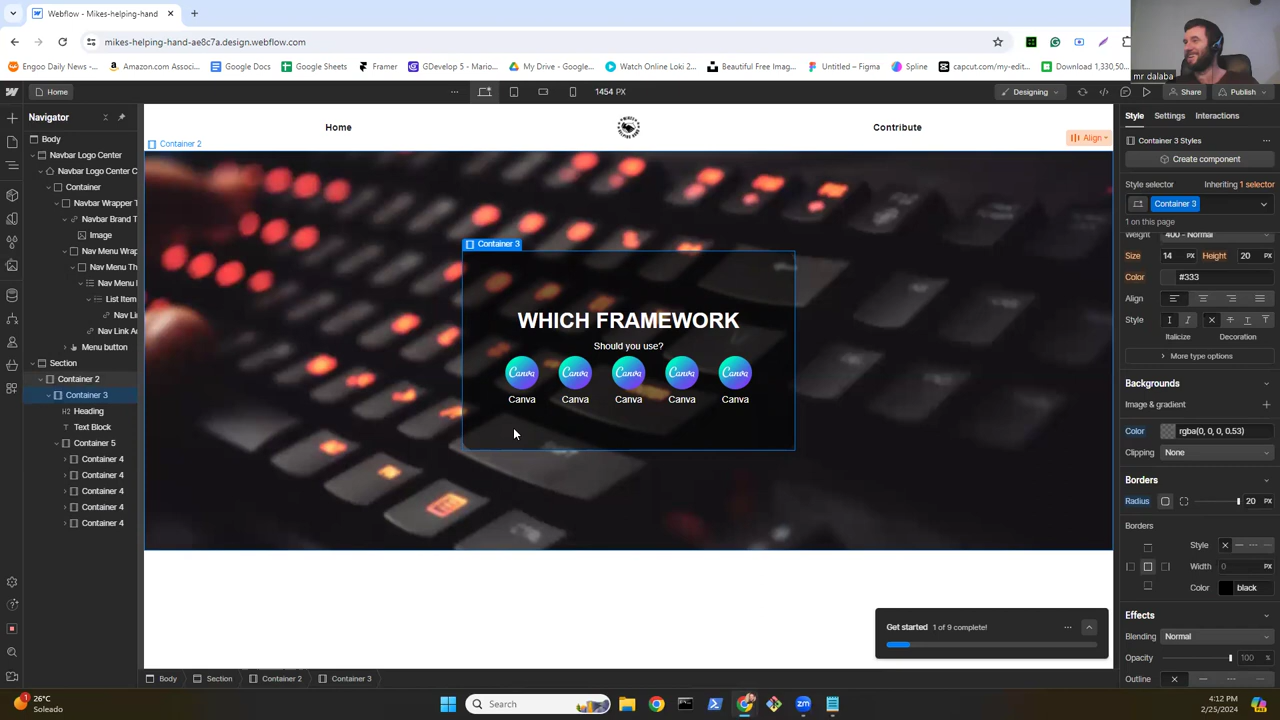 Webflow - Mikes-helping-hand
mikes-helping-hand-ae8c7a.design.webflow.com
Engoo Daily News -...
Amazon.com Associ...
Google Docs
Google Sheets
Framer
GDevelop 5 - Mario...
My Drive - Google...
Watch Online Loki 2...
Beautiful Free Imag...
Untitled – Figma
Spline
capcut.com/my-edit...
Download 1,330,50...
mr dalaba
Home
1454 PX
Designing
Share
Publish
Navigator
Body
Navbar Logo Center
Navbar Logo Center C
Container
Navbar Wrapper T
Navbar Brand T
Image
Nav Menu Wrap
Nav Menu Th
Nav Menu
List Item
Nav Li
Nav Link A
Menu button
Section
Container 2
Container 3
Heading
Text Block
Container 5
Container 4
Container 4
Container 4
Container 4
Container 4
Home
Contribute
Container 2
Align
Container 3
WHICH FRAMEWORK
Should you use?
Canva Canva Canva Canva Canva
Canva Canva Canva Canva Canva
Get started 1 of 9 complete!
Style Settings Interactions
Container 3 Styles
Create component
Style selector Inheriting 1 selector
Container 3
1 on this page
Weight 400 - Normal
Size 14 PX Height 20 PX
Color #333
Align
Style
Italicize Decoration
More type options
Backgrounds
Image & gradient
Color rgba(0, 0, 0, 0.53)
Clipping None
Borders
Radius 20 PX
Borders
Style
Width 0 PX
Color black
Effects
Blending Normal
Opacity 100 %
Outline
Body Section Container 2 Container 3
26°C
Soleado
Search
zm
4:12 PM
2/25/2024